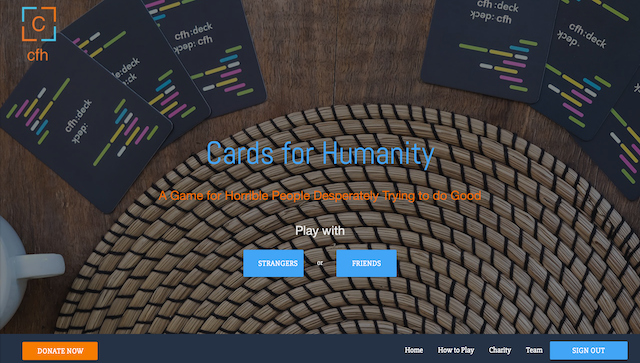 C
cfh
cfh:deck
cfh:deck
cfh:deck
cfh:deck
cfh:deck
cfh:deck
Cards for Humanity
A Game for Horrible People Desperately Trying to do Good
Play with
STRANGERS or FRIENDS
DONATE NOW
Home How to Play Charity Team SIGN OUT